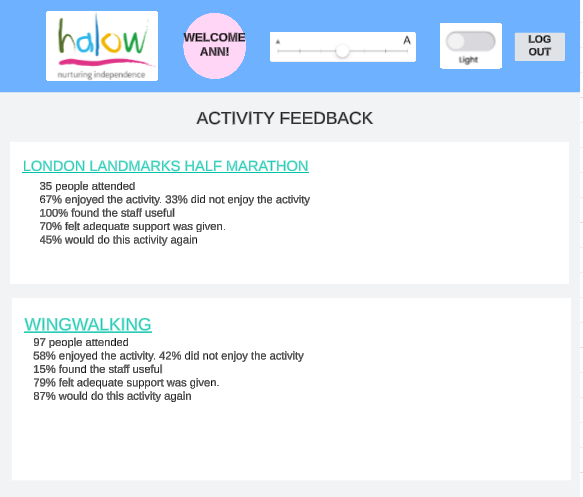 halow
nurturing independence
WELCOME
ANN!
A
A
Light
LOG
OUT
ACTIVITY FEEDBACK
LONDON LANDMARKS HALF MARATHON
35 people attended
67% enjoyed the activity. 33% did not enjoy the activity
100% found the staff useful
70% felt adequate support was given.
45% would do this activity again
WINGWALKING
97 people attended
58% enjoyed the activity. 42% did not enjoy the activity
15% found the staff useful
79% felt adequate support was given.
87% would do this activity again